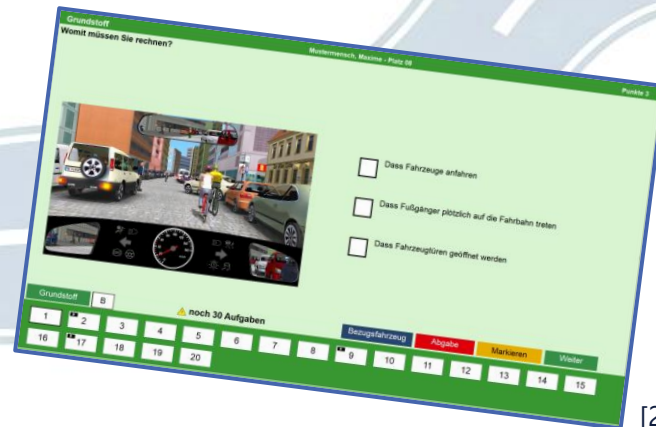 Grundstoff
Mustermensch, Maxime - Platz 08
Punkte 3
Womit müssen Sie rechnen?
Dass Fahrzeuge anfahren
Dass Fußgänger plötzlich auf die Fahrbahn treten
Dass Fahrzeugtüren geöffnet werden
Grundstoff B
noch 30 Aufgaben
Bezugsfahrzeug Abgabe Markieren Weiter
1 2 3 4 5 6 7 8 9 10 11 12 13 14 15
16 17 18 19 20
[2